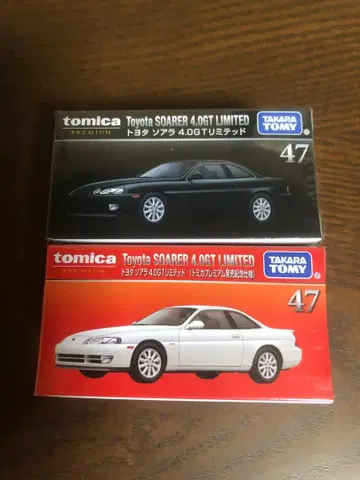 tomica
PREMIUM
Toyota SOARER 4.0GT LIMITED
トヨタ ソアラ 4.0GTリミテッド
TAKARA
TOMY
47
tomica
PREMIUM
Toyota SOARER 4.0GT LIMITED
トヨタ ソアラ 4.0GTリミテッド (トミカプレミアム発売記念仕様)
TAKARA
TOMY
47